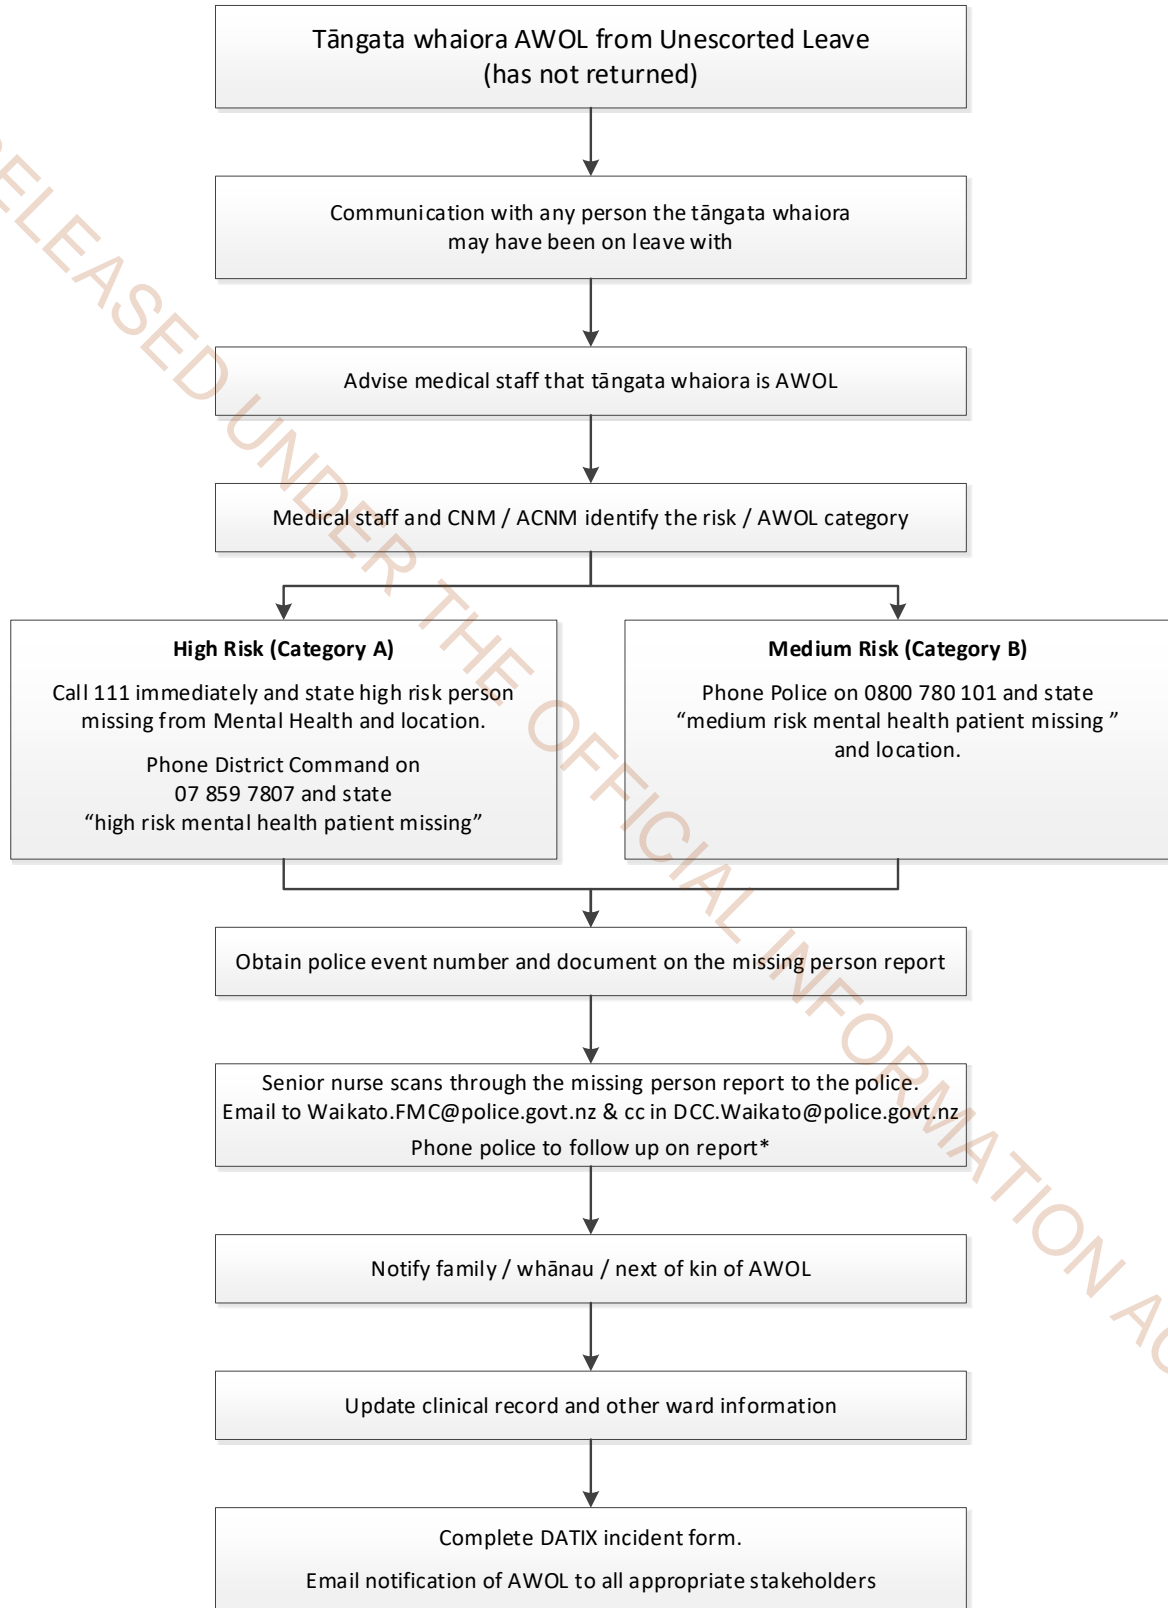 Tāngata whaiora AWOL from Unescorted Leave
(has not returned)
Communication with any person the tāngata whaiora
may have been on leave with
Advise medical staff that tāngata whaiora is AWOL
Medical staff and CNM / ACNM identify the risk / AWOL category
High Risk (Category A)
Call 111 immediately and state high risk person
missing from Mental Health and location.
Phone District Command on
07 859 7807 and state
“high risk mental health patient missing”
Medium Risk (Category B)
Phone Police on 0800 780 101 and state
“medium risk mental health patient missing ”
and location.
Obtain police event number and document on the missing person report
Senior nurse scans through the missing person report to the police.
Email to Waikato.FMC@police.govt.nz & cc in DCC.Waikato@police.govt.nz
Phone police to follow up on report*
Notify family / whānau / next of kin of AWOL
Update clinical record and other ward information
Complete DATIX incident form.
Email notification of AWOL to all appropriate stakeholders
RELEASED UNDER THE OFFICIAL INFORMATION AC